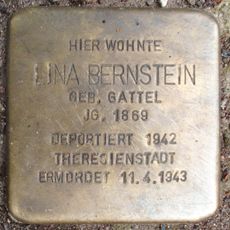 HIER WOHNTE
LINA BERNSTEIN
GEB. GATTEL
JG. 1869
DEPORTIERT 1942
THERESIENSTADT
ERMORDET 11.4.1943